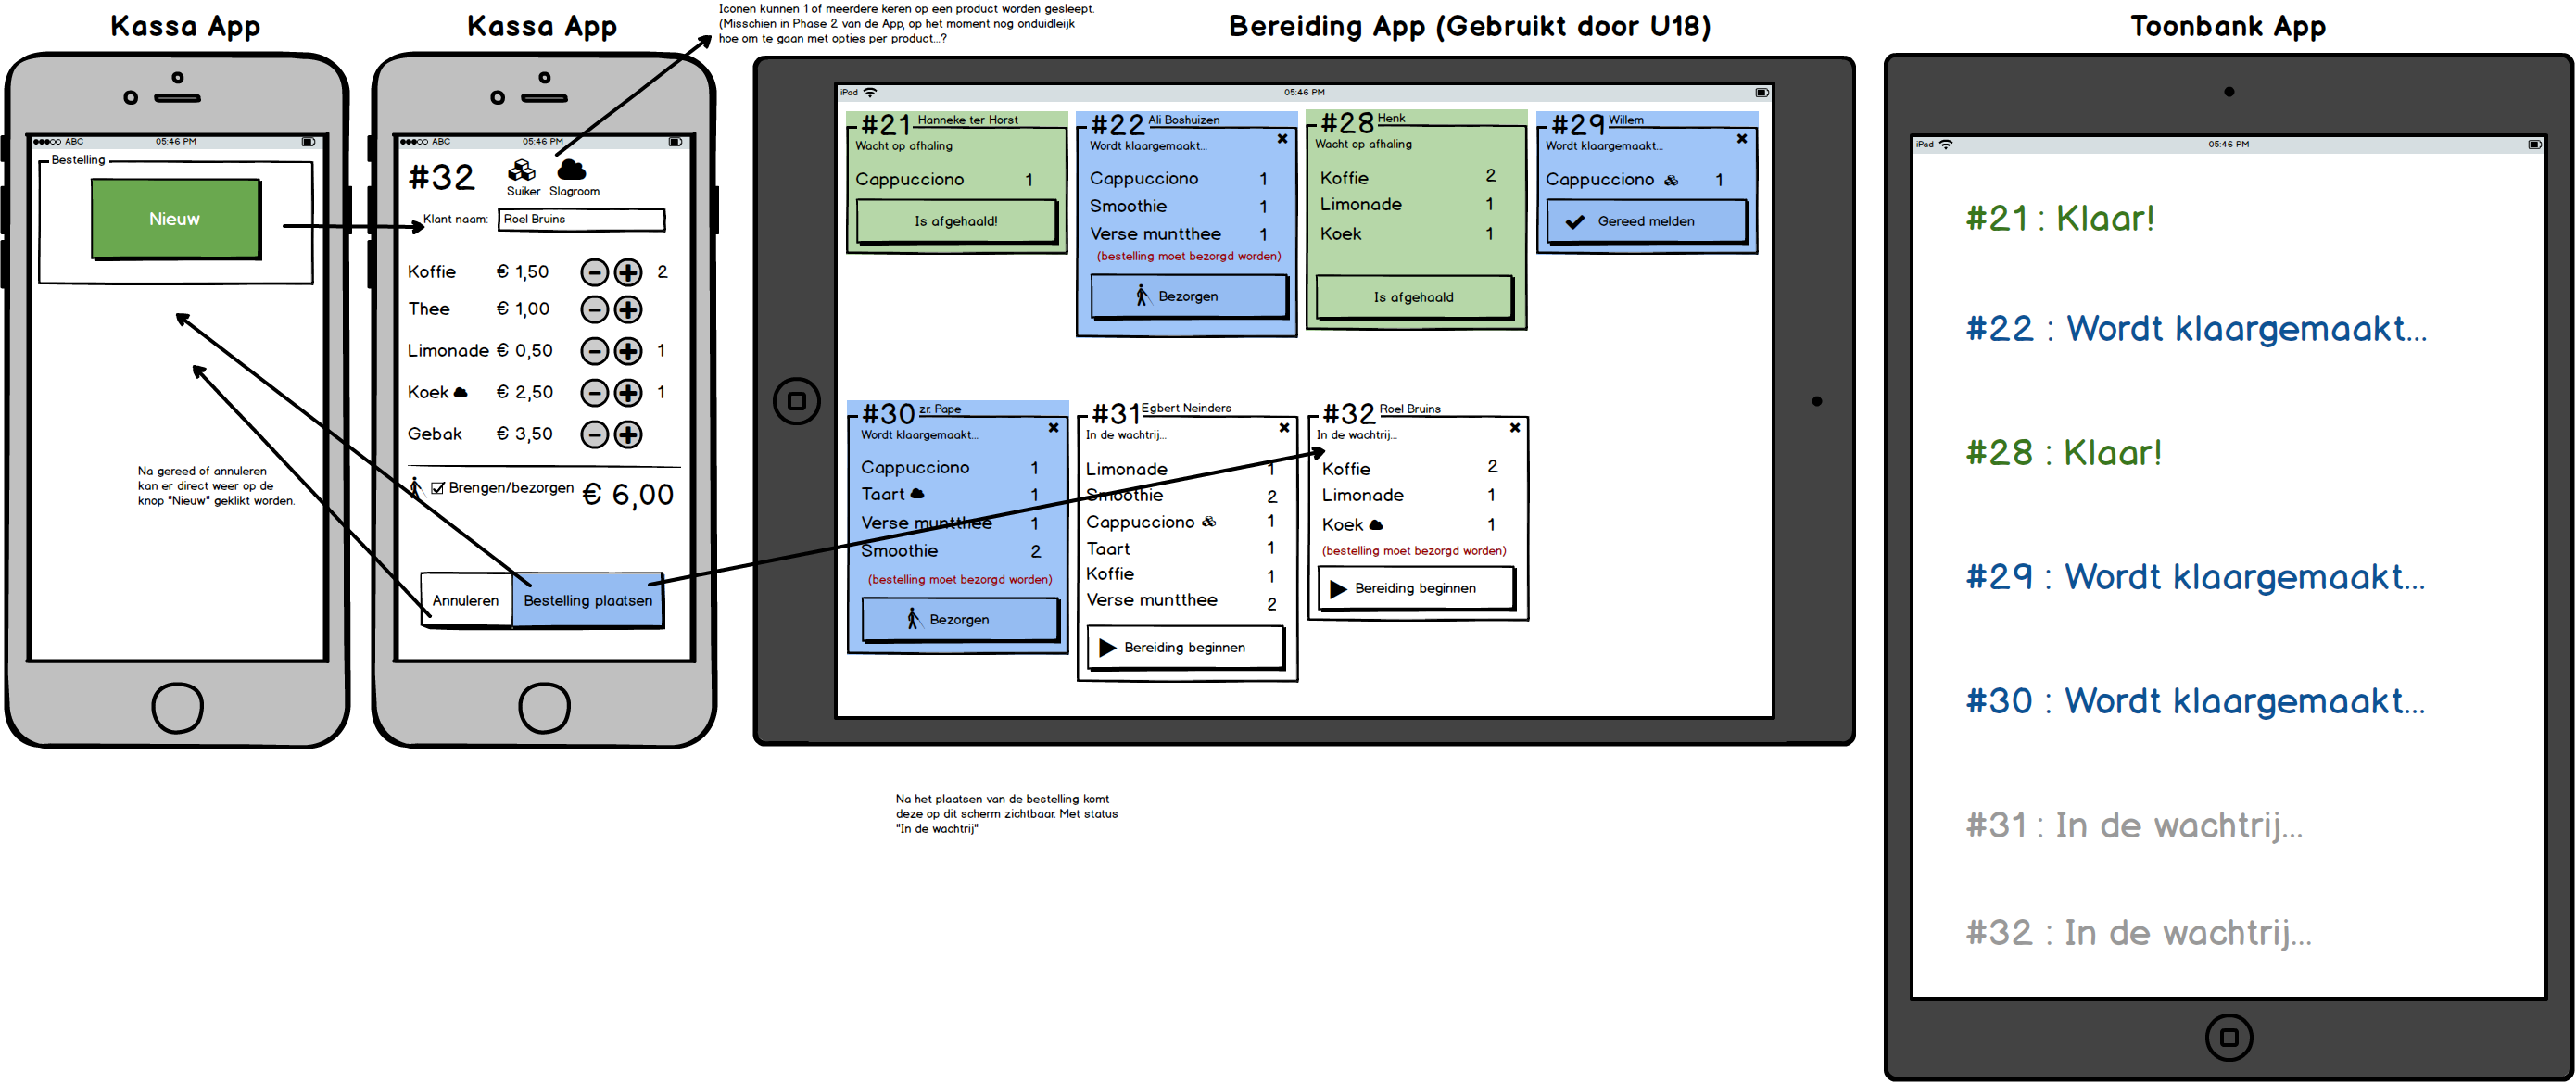 Kassa App
●●●○○ ABC 05:46 PM
Bestelling
Nieuw
Na gereed of annuleren
kan er direct weer op de
knop "Nieuw" geklikt worden.
Kassa App
Iconen kunnen 1 of meerdere keren op een product worden gesleept.
(Misschien in Phase 2 van de App, op het moment nog onduidleijk
hoe om te gaan met opties per product...?
●●●○○ ABC 05:46 PM
#32
Suiker Slagroom
Klant naam: Roel Bruins
Koffie € 1,50 2
Thee € 1,00
Limonade € 0,50 1
Koek € 2,50 1
Gebak € 3,50
Brengen/bezorgen € 6,00
Annuleren Bestelling plaatsen
Bereiding App (Gebruikt door U18)
iPad 05:46 PM
#21 Hanneke ter Horst
Wacht op afhaling
Cappucciono 1
Is afgehaald!
#22 Ali Boshuizen
Wordt klaargemaakt...
Cappucciono 1
Smoothie 1
Verse muntthee 1
(bestelling moet bezorgd worden)
Bezorgen
#28 Henk
Wacht op afhaling
Koffie 2
Limonade 1
Koek 1
Is afgehaald
#29 Willem
Wordt klaargemaakt...
Cappucciono 1
Gereed melden
#30 zr. Pape
Wordt klaargemaakt...
Cappucciono 1
Taart 1
Verse muntthee 1
Smoothie 2
(bestelling moet bezorgd worden)
Bezorgen
#31 Egbert Neinders
In de wachtrij...
Limonade 1
Smoothie 2
Cappucciono 1
Taart 1
Koffie 1
Verse muntthee 2
Bereiding beginnen
#32 Roel Bruins
In de wachtrij...
Koffie 2
Limonade 1
Koek 1
(bestelling moet bezorgd worden)
Bereiding beginnen
Na het plaatsen van de bestelling komt
deze op dit scherm zichtbaar. Met status
"In de wachtrij"
Toonbank App
iPad 05:46 PM
#21 : Klaar!
#22 : Wordt klaargemaakt...
#28 : Klaar!
#29 : Wordt klaargemaakt...
#30 : Wordt klaargemaakt...
#31 : In de wachtrij...
#32 : In de wachtrij...